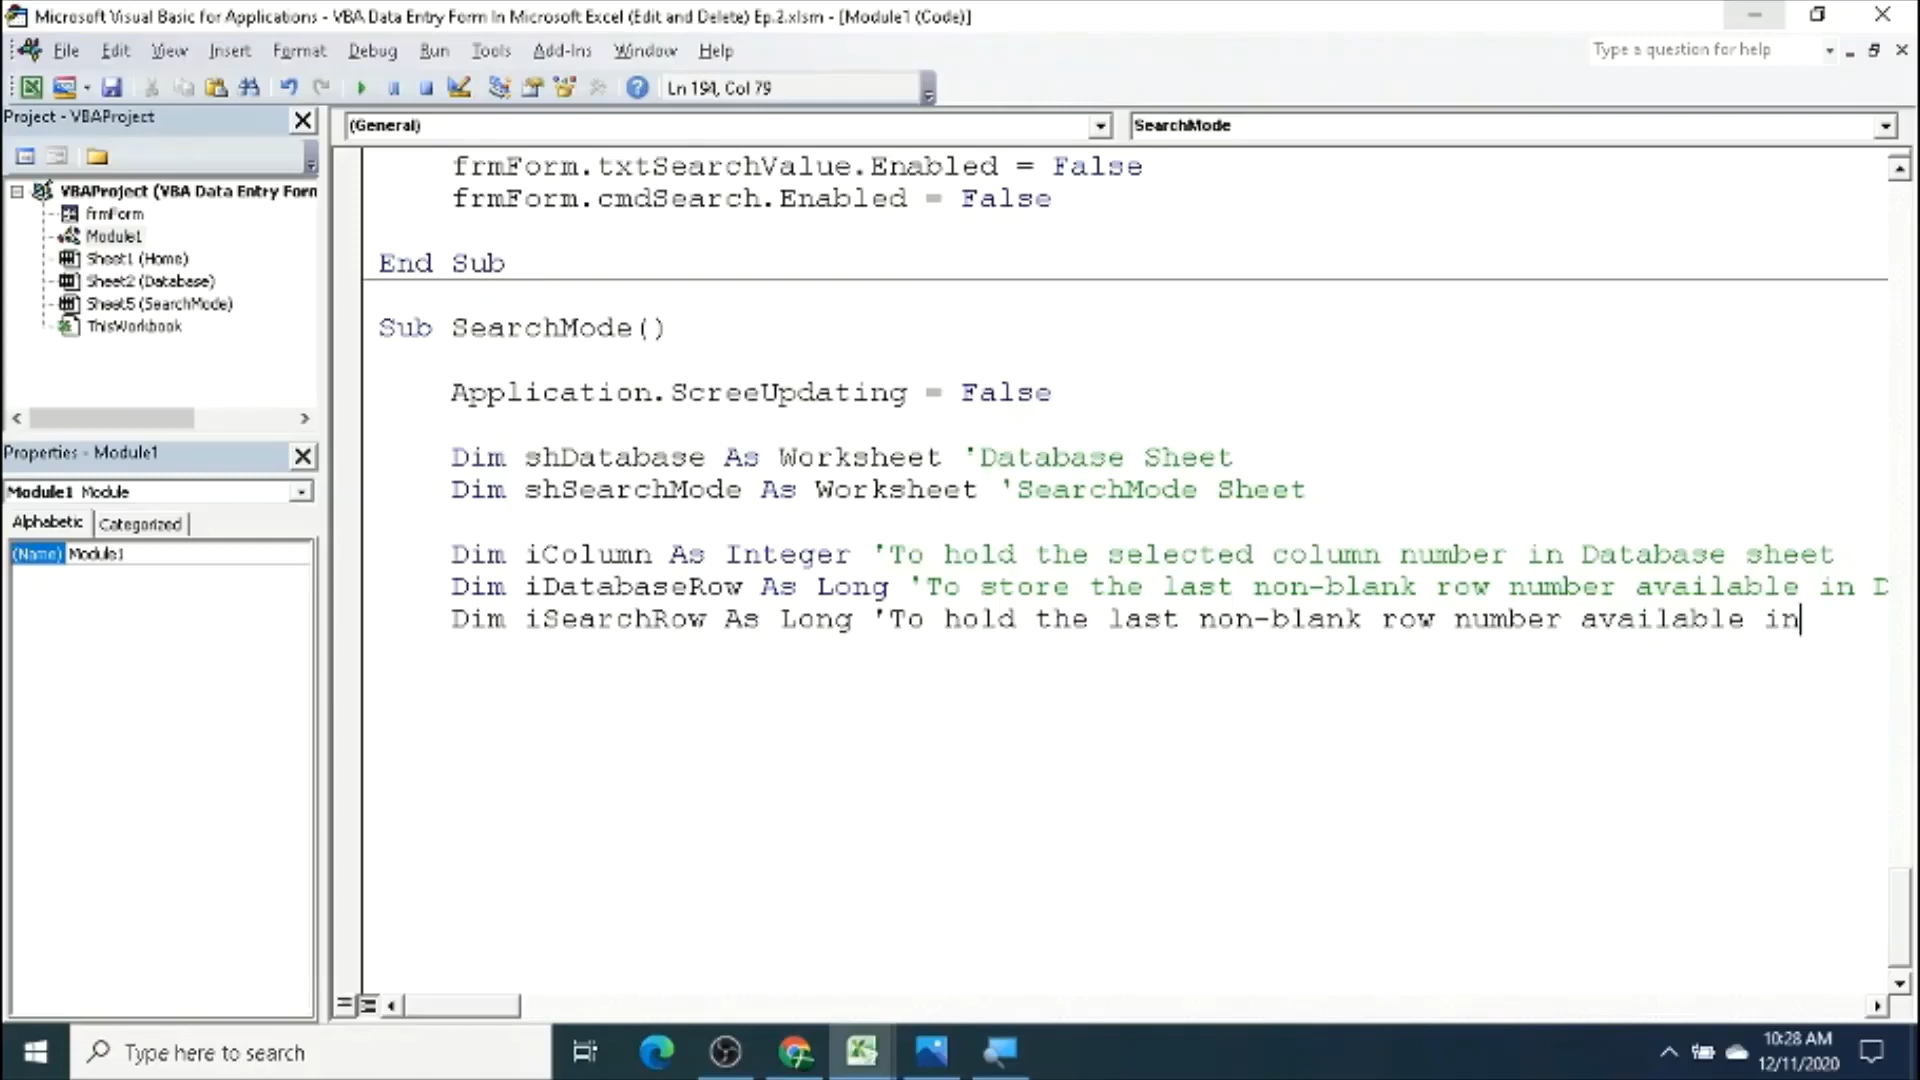 Microsoft Visual Basic for Applications - VBA Data Entry Form In Microsoft Excel (Edit and Delete) Ep.2.xlsm - [Module1 (Code)]
File Edit View Insert Format Debug Run Tools Add-Ins Window Help
Type a question for help
Ln 194, Col 79
Project - VBAProject
(General)
SearchMode
VBAProject (VBA Data Entry Form
frmForm
Module1
Sheet1 (Home)
Sheet2 (Database)
Sheet5 (SearchMode)
ThisWorkbook
Properties - Module1
Module1 Module
Alphabetic Categorized
(Name) Module1
frmForm.txtSearchValue.Enabled = False
frmForm.cmdSearch.Enabled = False
End Sub
Sub SearchMode()
Application.ScreeUpdating = False
Dim shDatabase As Worksheet 'Database Sheet
Dim shSearchMode As Worksheet 'SearchMode Sheet
Dim iColumn As Integer 'To hold the selected column number in Database sheet
Dim iDatabaseRow As Long 'To store the last non-blank row number available in D
Dim iSearchRow As Long 'To hold the last non-blank row number available in
Type here to search
10:28 AM
12/11/2020